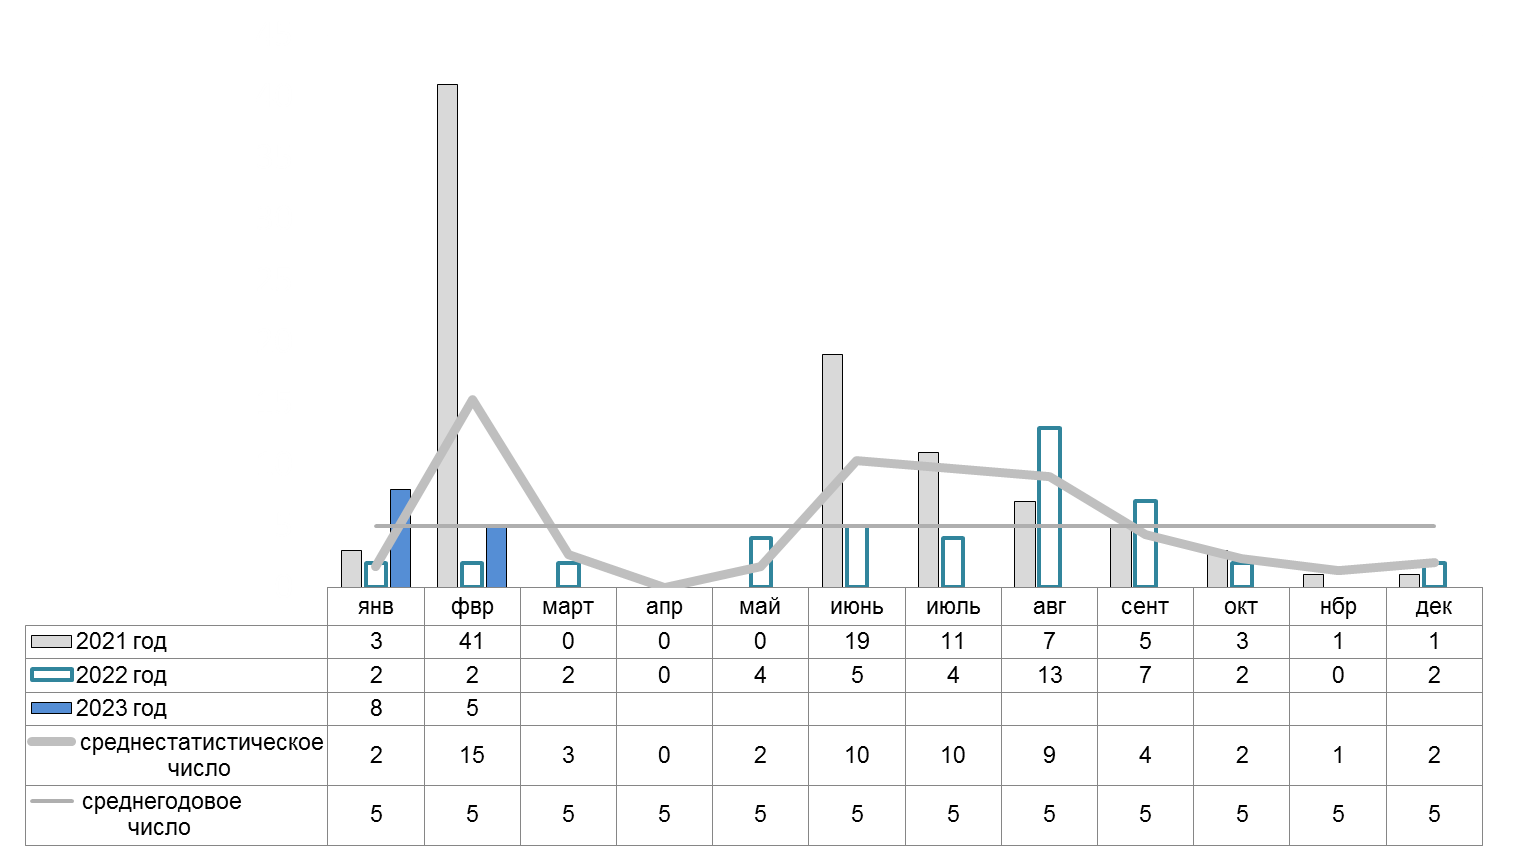 янв фвр март апр май июнь июль авг сент окт нбр дек
2021 год 3 41 0 0 0 19 11 7 5 3 1 1
2022 год 2 2 2 0 4 5 4 13 7 2 0 2
2023 год 8 5
среднестатистическое
число 2 15 3 0 2 10 10 9 4 2 1 2
среднегодовое
число 5 5 5 5 5 5 5 5 5 5 5 5